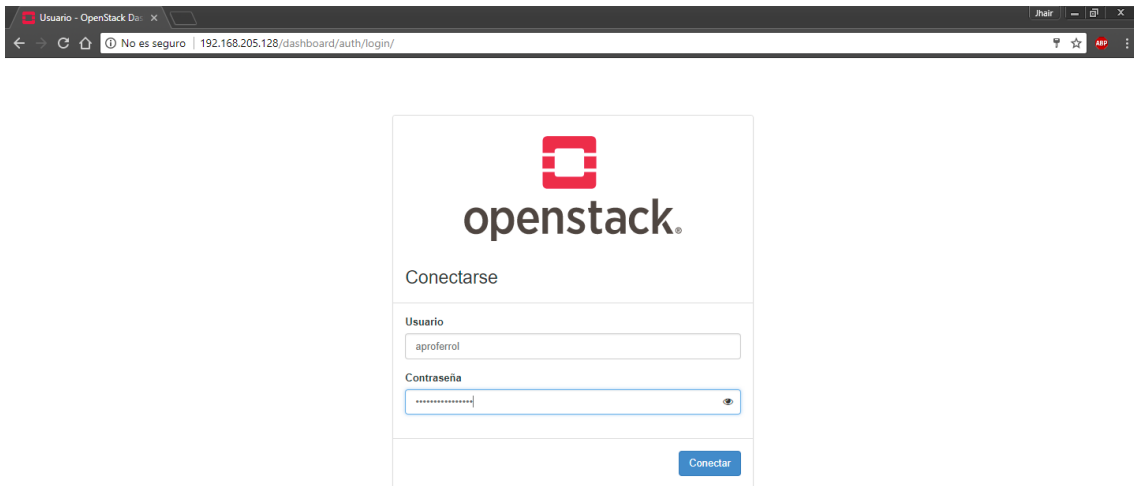 Usuario - OpenStack Das
Jhair
No es seguro | 192.168.205.128/dashboard/auth/login/
ABP
openstack.
Conectarse
Usuario
aproferrol
Contraseña
••••••••••••••••
Conectar